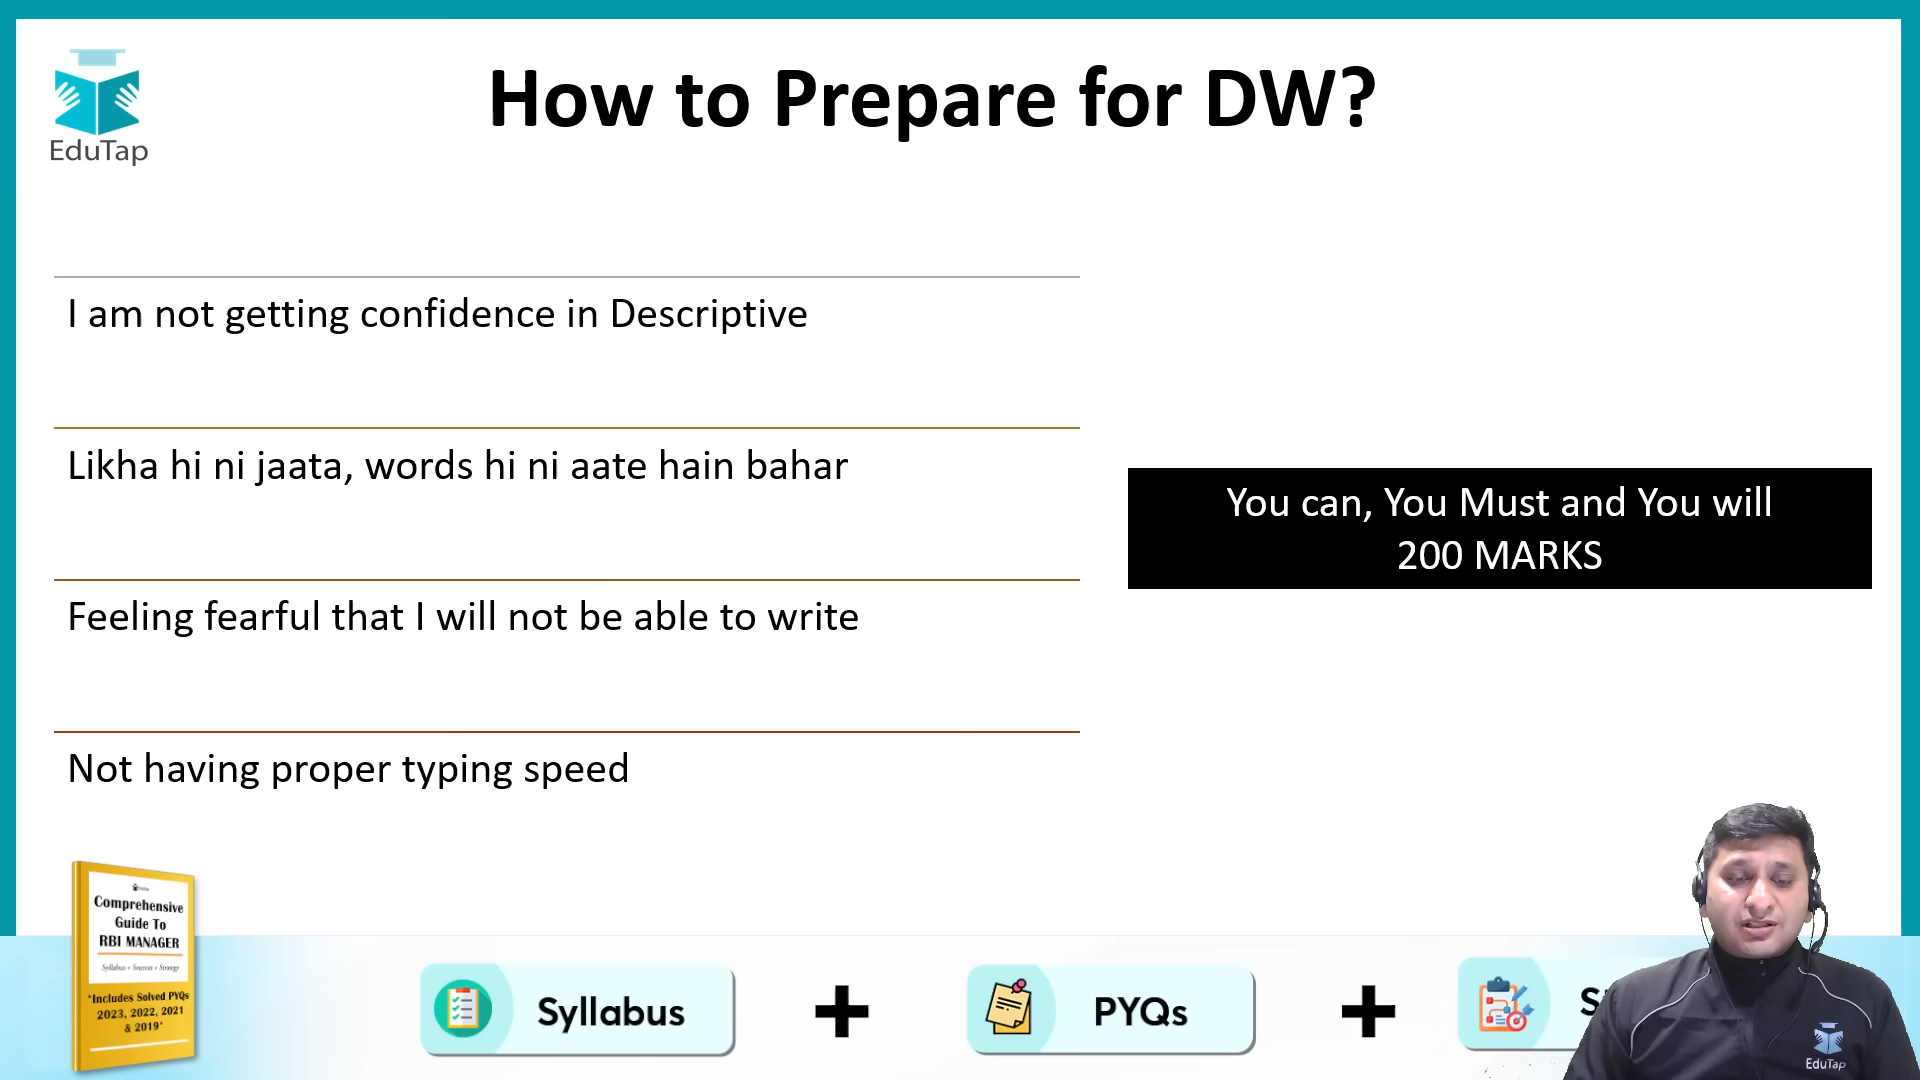 EduTap
How to Prepare for DW?
I am not getting confidence in Descriptive
Likha hi ni jaata, words hi ni aate hain bahar
Feeling fearful that I will not be able to write
Not having proper typing speed
You can, You Must and You will
200 MARKS
Comprehensive
Guide To
RBI MANAGER
Syllabus + Sources + Strategy
*Includes Solved PYQs
2023, 2022, 2021
& 2019*
Syllabus
+
PYQs
+
EduTap